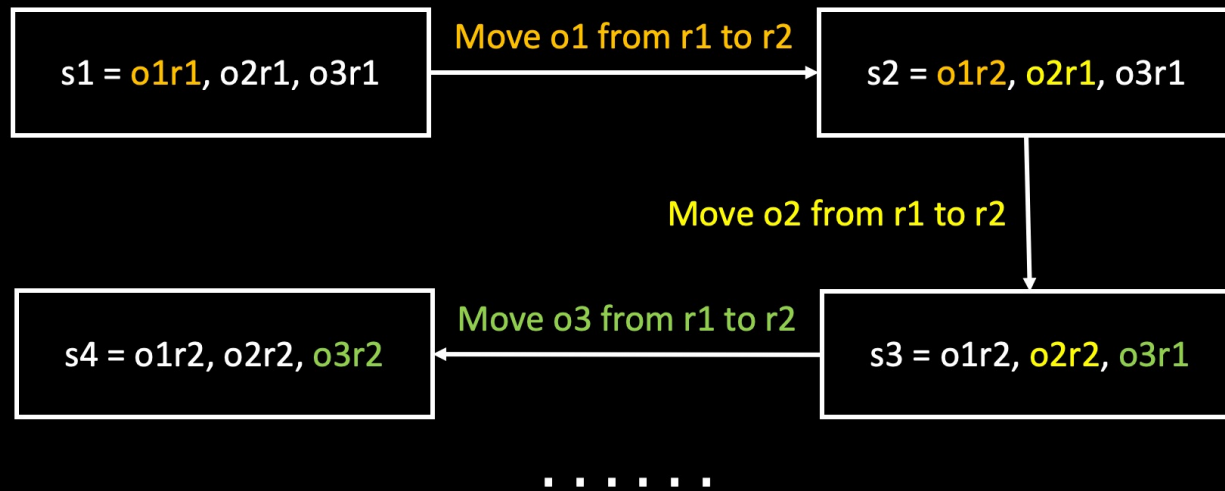 s1 = o1r1, o2r1, o3r1
Move o1 from r1 to r2
s2 = o1r2, o2r1, o3r1
Move o2 from r1 to r2
s4 = o1r2, o2r2, o3r2
Move o3 from r1 to r2
s3 = o1r2, o2r2, o3r1
. . . . . .